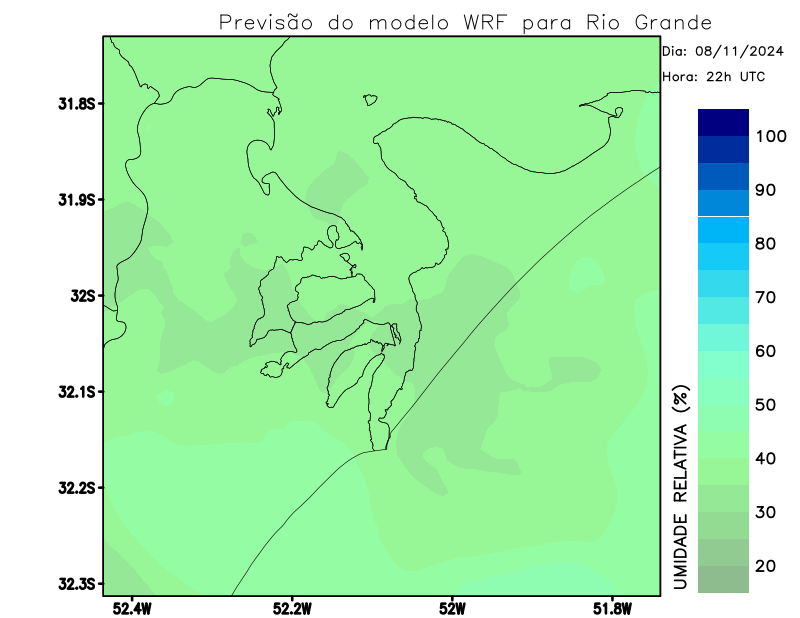 Previsão do modelo WRF para Rio Grande
Dia: 08/11/2024
Hora: 22h UTC
31.8S
31.9S
32S
32.1S
32.2S
32.3S
52.4W
52.2W
52W
51.8W
100
90
80
70
60
50
40
30
20
UMIDADE RELATIVA (%)